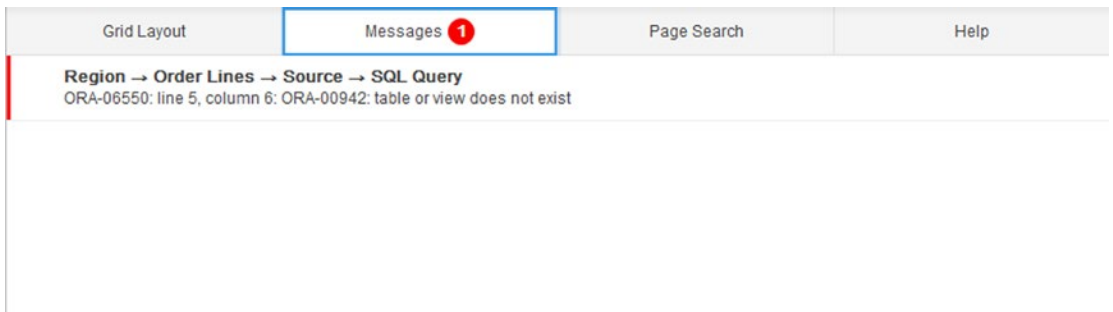 Grid Layout Messages 1 Page Search Help
Region → Order Lines → Source → SQL Query
ORA-06550: line 5, column 6: ORA-00942: table or view does not exist